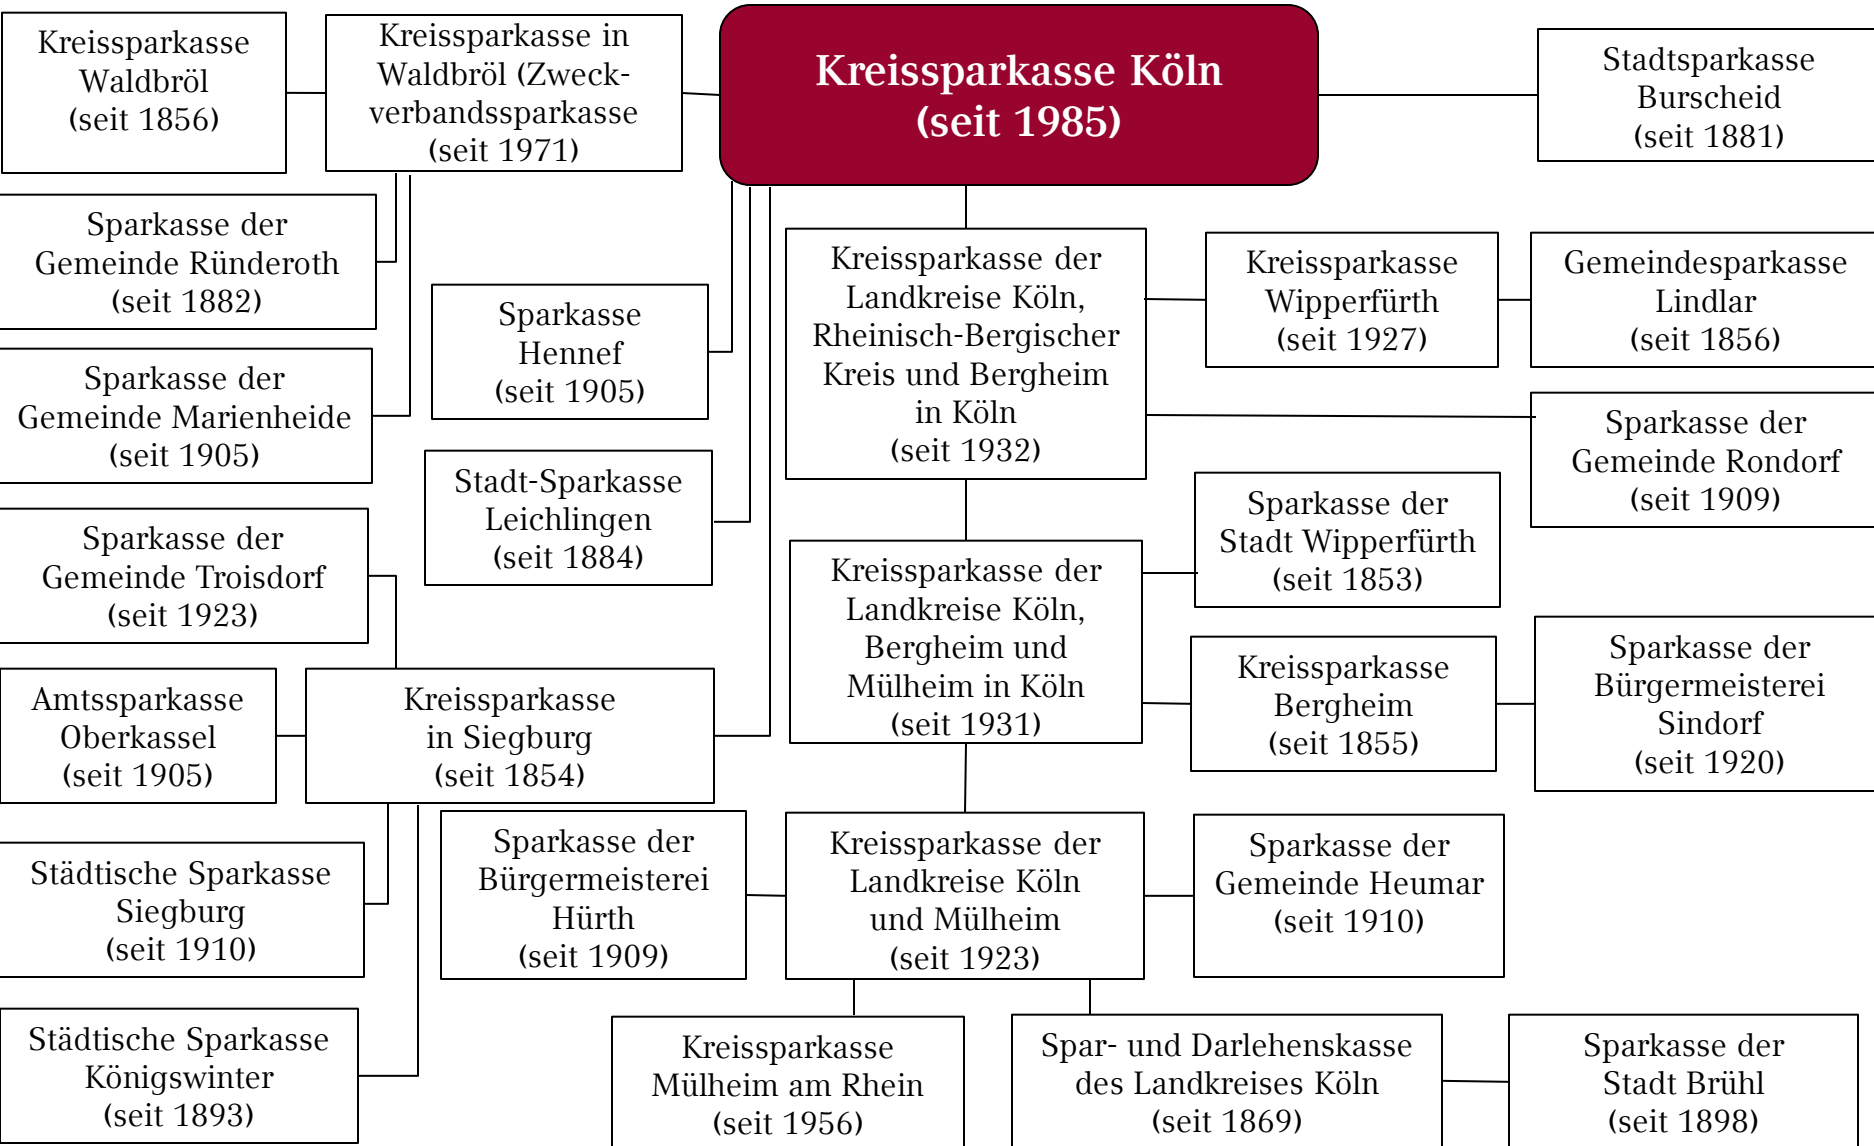 Kreissparkasse
Waldbröl
(seit 1856)
Kreissparkasse in
Waldbröl (Zweck-
verbandssparkasse
(seit 1971)
Kreissparkasse Köln
(seit 1985)
Stadtsparkasse
Burscheid
(seit 1881)
Sparkasse der
Gemeinde Ründeroth
(seit 1882)
Sparkasse
Hennef
(seit 1905)
Kreissparkasse der
Landkreise Köln,
Rheinisch-Bergischer
Kreis und Bergheim
in Köln
(seit 1932)
Kreissparkasse
Wipperfürth
(seit 1927)
Gemeindesparkasse
Lindlar
(seit 1856)
Sparkasse der
Gemeinde Marienheide
(seit 1905)
Stadt-Sparkasse
Leichlingen
(seit 1884)
Sparkasse der
Gemeinde Rondorf
(seit 1909)
Sparkasse der
Stadt Wipperfürth
(seit 1853)
Sparkasse der
Gemeinde Troisdorf
(seit 1923)
Kreissparkasse der
Landkreise Köln,
Bergheim und
Mülheim in Köln
(seit 1931)
Kreissparkasse
Bergheim
(seit 1855)
Sparkasse der
Bürgermeisterei
Sindorf
(seit 1920)
Amtssparkasse
Oberkassel
(seit 1905)
Kreissparkasse
in Siegburg
(seit 1854)
Städtische Sparkasse
Siegburg
(seit 1910)
Sparkasse der
Bürgermeisterei
Hürth
(seit 1909)
Kreissparkasse der
Landkreise Köln
und Mülheim
(seit 1923)
Sparkasse der
Gemeinde Heumar
(seit 1910)
Städtische Sparkasse
Königswinter
(seit 1893)
Kreissparkasse
Mülheim am Rhein
(seit 1956)
Spar- und Darlehenskasse
des Landkreises Köln
(seit 1869)
Sparkasse der
Stadt Brühl
(seit 1898)